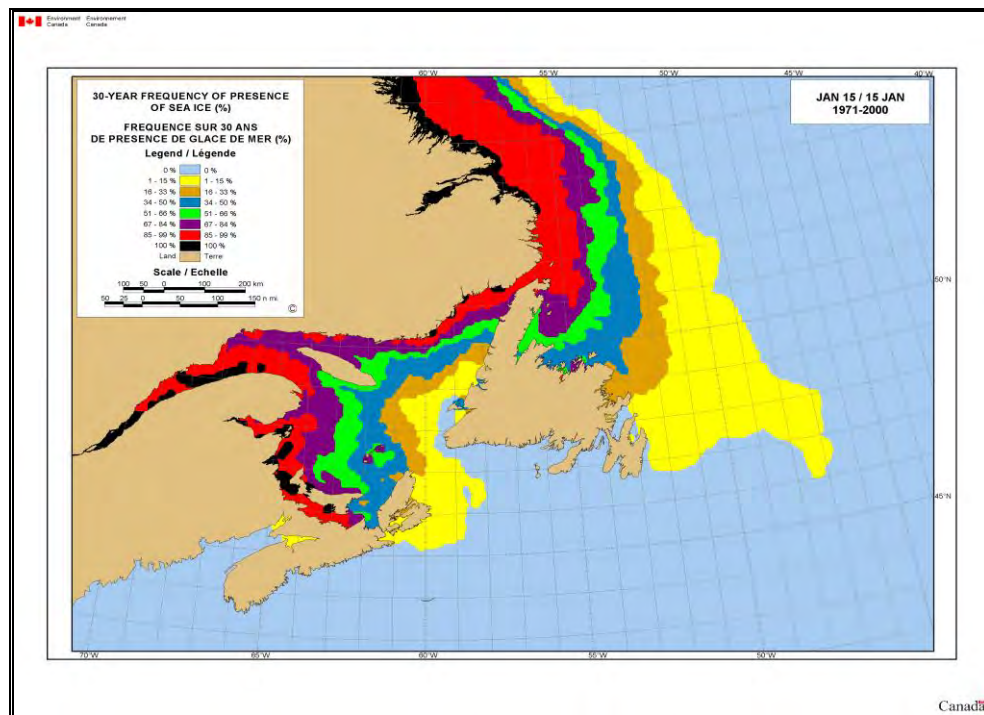 Environment Environnement
Canada Canada
60°W 55°W 50°W 45°W 40°W
30-YEAR FREQUENCY OF PRESENCE
OF SEA ICE (%)
FREQUENCE SUR 30 ANS
DE PRESENCE DE GLACE DE MER (%)
Legend / Légende
0 % 0 %
1 - 15 % 1 - 15 %
16 - 33 % 16 - 33 %
34 - 50 % 34 - 50 %
51 - 66 % 51 - 66 %
67 - 84 % 67 - 84 %
85 - 99 % 85 - 99 %
100 % 100 %
Land Terre
Scale / Echelle
100 50 0 100 200 km
50 25 0 50 100 150 n mi
©
JAN 15 / 15 JAN
1971-2000
50°N
45°N
70°W 65°W 60°W 55°W 50°W
Canada